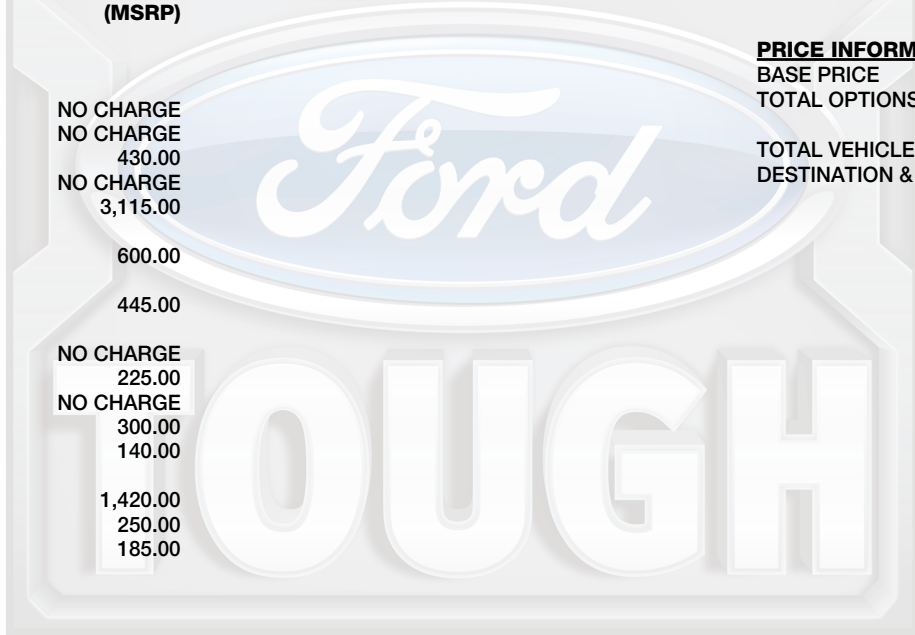 (MSRP)
NO CHARGE
NO CHARGE
430.00
NO CHARGE
3,115.00
600.00
445.00
NO CHARGE
225.00
NO CHARGE
300.00
140.00
1,420.00
250.00
185.00
PRICE INFORM
BASE PRICE
TOTAL OPTIONS
TOTAL VEHICLE
DESTINATION &
Ford
TOUGH